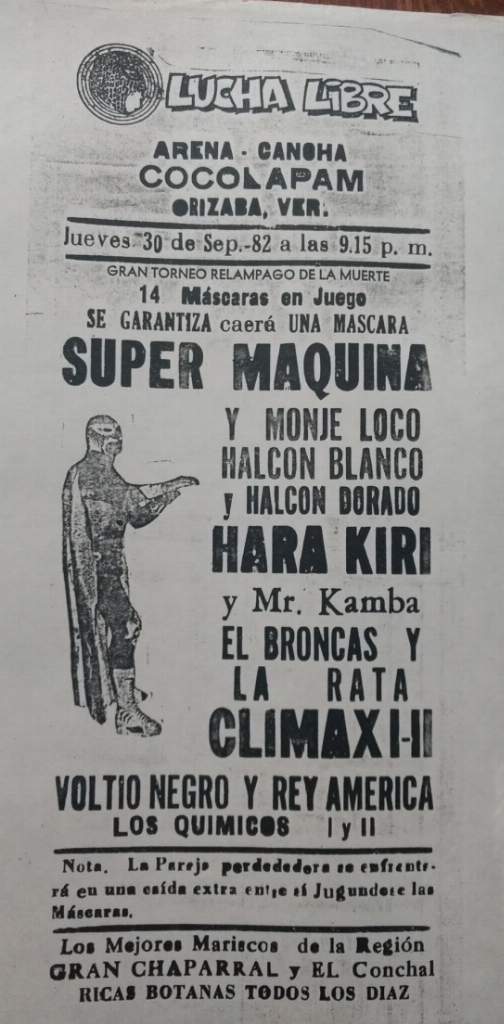 LUCHA LIBRE
ARENA - CANCHA
COCOLAPAM
ORIZABA, VER.
Jueves 30 de Sep.-82 a las 9.15 p. m.
GRAN TORNEO RELAMPAGO DE LA MUERTE
14 Máscaras en Juego
SE GARANTIZA caerá UNA MASCARA
SUPER MAQUINA
Y MONJE LOCO
HALCON BLANCO
y HALCON DORADO
HARA KIRI
y Mr. Kamba
EL BRONCAS Y
LA RATA
CLIMAX I-II
VOLTIO NEGRO Y REY AMERICA
LOS QUIMICOS I y II
Nota. La Pareja perdededora se enfrenta-
rá en una caída extra entre sí Jugundose las
Máscaras.
Los Mejores Mariscos de la Región
GRAN CHAPARRAL y EL Conchal
RICAS BOTANAS TODOS LOS DIAZ